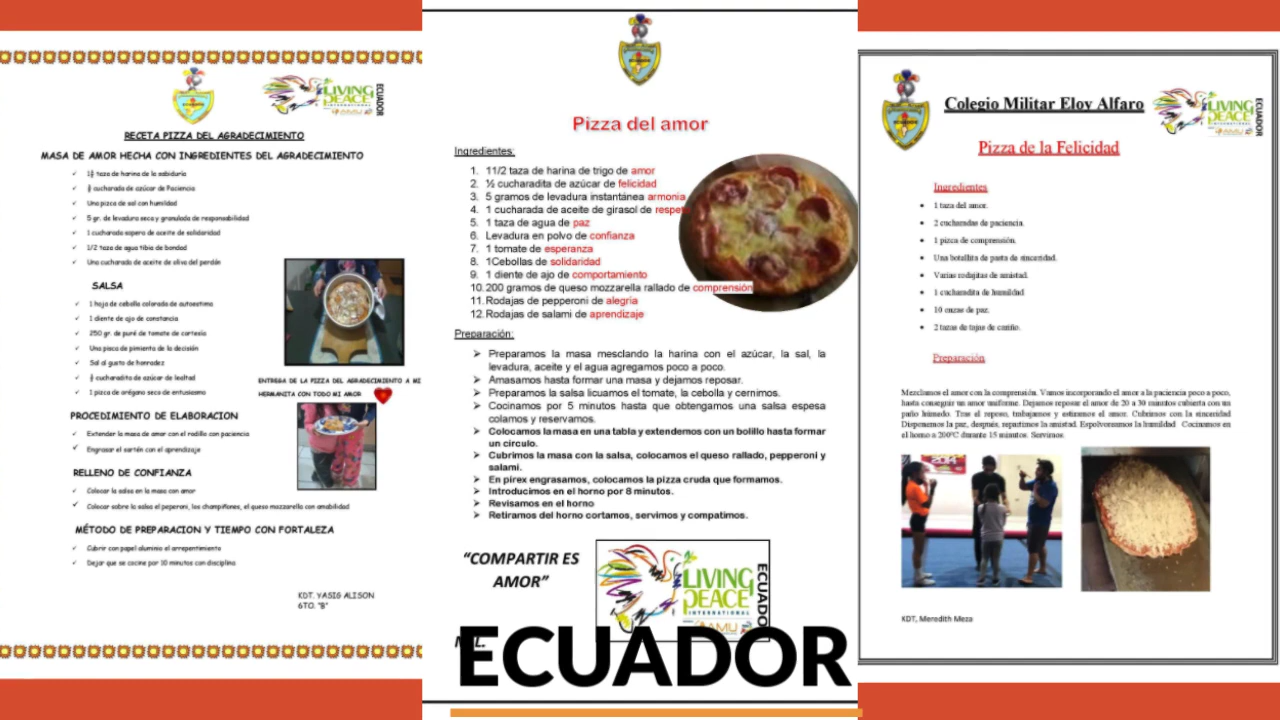 LIVING
PEACE
INTERNATIONAL
AMU
ECUADOR
RECETA PIZZA DEL AGRADECIMIENTO
MASA DE AMOR HECHA CON INGREDIENTES DEL AGRADECIMIENTO
✓ 1½ taza de harina de la sabiduría
✓ ½ cucharada de azúcar de Paciencia
✓ Una pizca de sal con humildad
✓ 5 gr. de levadura seca y granulada de responsabilidad
✓ 1 cucharada sopera de aceite de solidaridad
✓ 1/2 taza de agua tibia de bondad
✓ Una cucharada de aceite de oliva del perdón
SALSA
✓ 1 hoja de cebolla colorada de autoestima
✓ 1 diente de ajo de constancia
✓ 250 gr. de puré de tomate de cortesía
✓ Una pisca de pimienta de la decisión
✓ Sal al gusto de honradez
✓ ½ cucharadita de azúcar de lealtad
✓ 1 pizca de orégano seco de entusiasmo
ENTREGA DE LA PIZZA DEL AGRADECIMIENTO A MI
HERMANITA CON TODO MI AMOR
PROCEDIMIENTO DE ELABORACION
✓ Extender la masa de amor con el rodillo con paciencia
✓ Engrasar el sartén con el aprendizaje
RELLENO DE CONFIANZA
✓ Colocar la salsa en la masa con amor
✓ Colocar sobre la salsa el peperoni, los champiñones, el queso mozzarella con amabilidad
MÉTODO DE PREPARACION Y TIEMPO CON FORTALEZA
✓ Cubrir con papel aluminio el arrepentimiento
✓ Dejar que se cocine por 10 minutos con disciplina
KDT. YASIG ALISON
6TO. "B"
Pizza del amor
Ingredientes:
1. 11/2 taza de harina de trigo de amor
2. ½ cucharadita de azúcar de felicidad
3. 5 gramos de levadura instantánea armonia
4. 1 cucharada de aceite de girasol de respeto
5. 1 taza de agua de paz
6. Levadura en polvo de confianza
7. 1 tomate de esperanza
8. 1Cebollas de solidaridad
9. 1 diente de ajo de comportamiento
10. 200 gramos de queso mozzarella rallado de comprensión
11. Rodajas de pepperoni de alegría
12. Rodajas de salami de aprendizaje
Preparación:
➢ Preparamos la masa mesclando la harina con el azúcar, la sal, la
levadura, aceite y el agua agregamos poco a poco.
➢ Amasamos hasta formar una masa y dejamos reposar.
➢ Preparamos la salsa licuamos el tomate, la cebolla y cernimos.
➢ Cocinamos por 5 minutos hasta que obtengamos una salsa espesa
colamos y reservamos.
➢ Colocamos la masa en una tabla y extendemos con un bolillo hasta formar
un circulo.
➢ Cubrimos la masa con la salsa, colocamos el queso rallado, pepperoni y
salami.
➢ En pirex engrasamos, colocamos la pizza cruda que formamos.
➢ Introducimos en el horno por 8 minutos.
➢ Revisamos en el horno
➢ Retiramos del horno cortamos, servimos y compatimos.
"COMPARTIR ES
AMOR"
LIVING
PEACE
INTERNATIONAL
AMU
ECUADO
ECUADOR
Colegio Militar Eloy Alfaro
LIVING
PEACE
INTERNATIONAL
AMU
ECUADOR
Pizza de la Felicidad
Ingredientes
• 1 taza del amor.
• 2 cucharadas de paciencia.
• 1 pizca de comprensión.
• Una botallita de pasta de sinceridad.
• Varias rodajitas de amistad.
• 1 cucharadita de humildad
• 10 onzas de paz.
• 2 tazas de tajas de cariño.
Preparación
Mezclamos el amor con la comprensión. Vamos incorporando el amor a la paciencia poco a poco,
hasta conseguir un amor uniforme. Dejamos reposar el amor de 20 a 30 minutos cubierta con un
paño húmedo. Tras el reposo, trabajamos y estiramos el amor. Cubrimos con la sinceridad
Disponemos la paz, después, repartimos la amistad. Espolvoreamos la humildad Cocinamos en
el horno a 200ºC durante 15 minutos. Servimos.
KDT, Meredith Meza